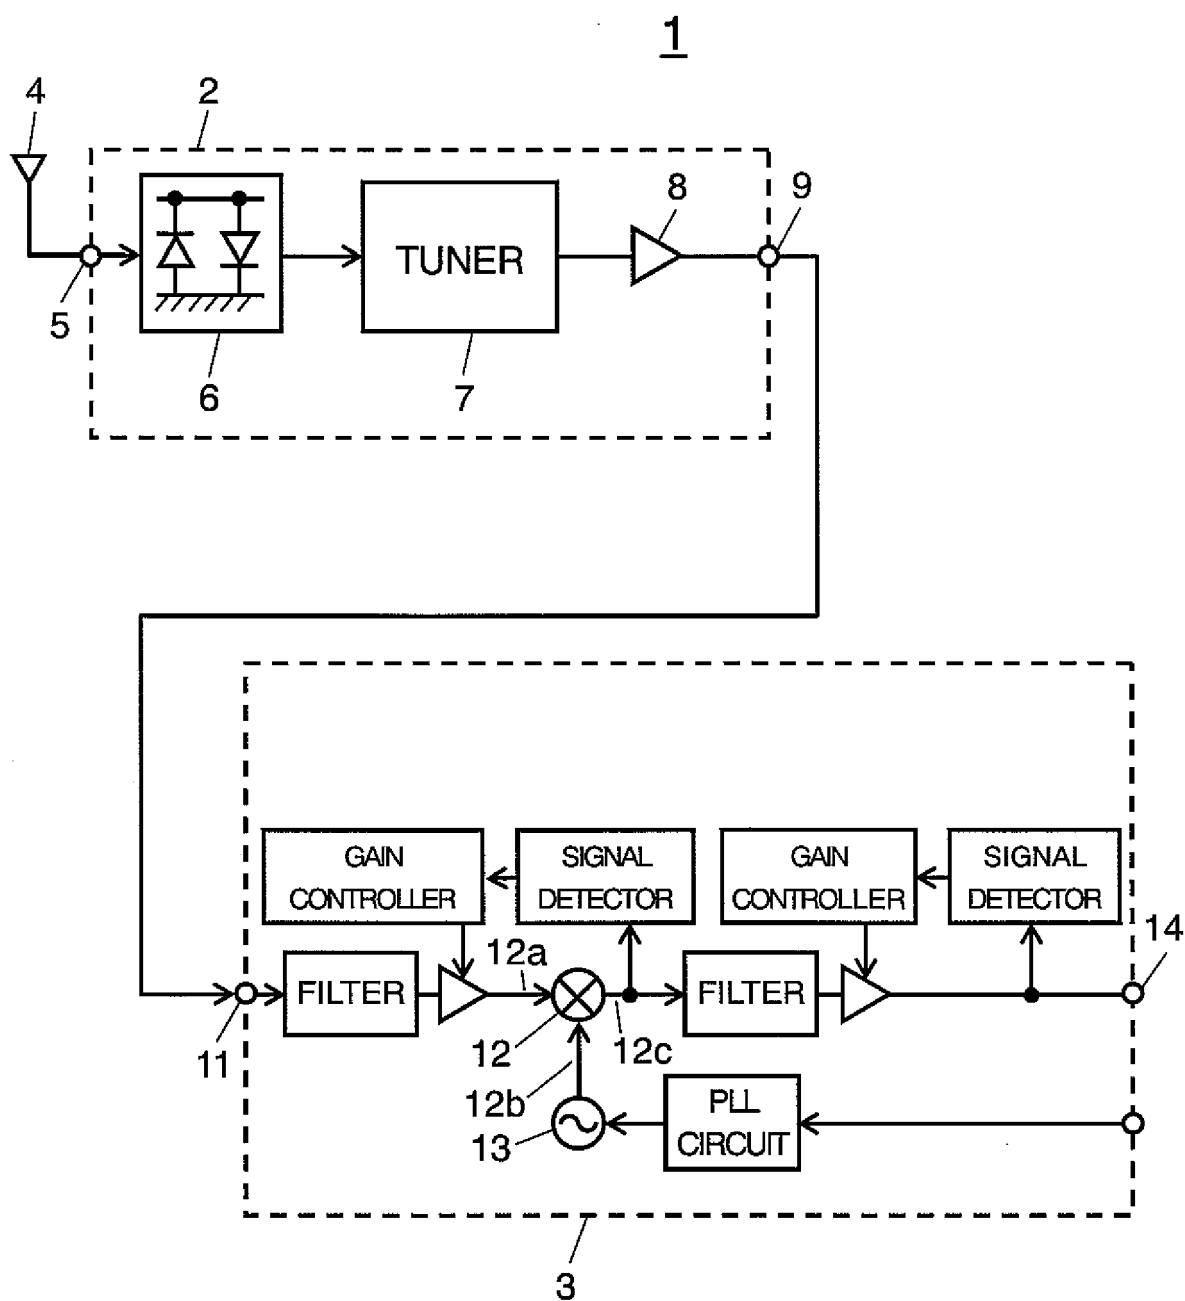 1
4
2
8
9
TUNER
5
6
7
GAIN
CONTROLLER
SIGNAL
DETECTOR
GAIN
CONTROLLER
SIGNAL
DETECTOR
14
12a
FILTER
FILTER
11
12
12c
12b
13
PLL
CIRCUIT
3